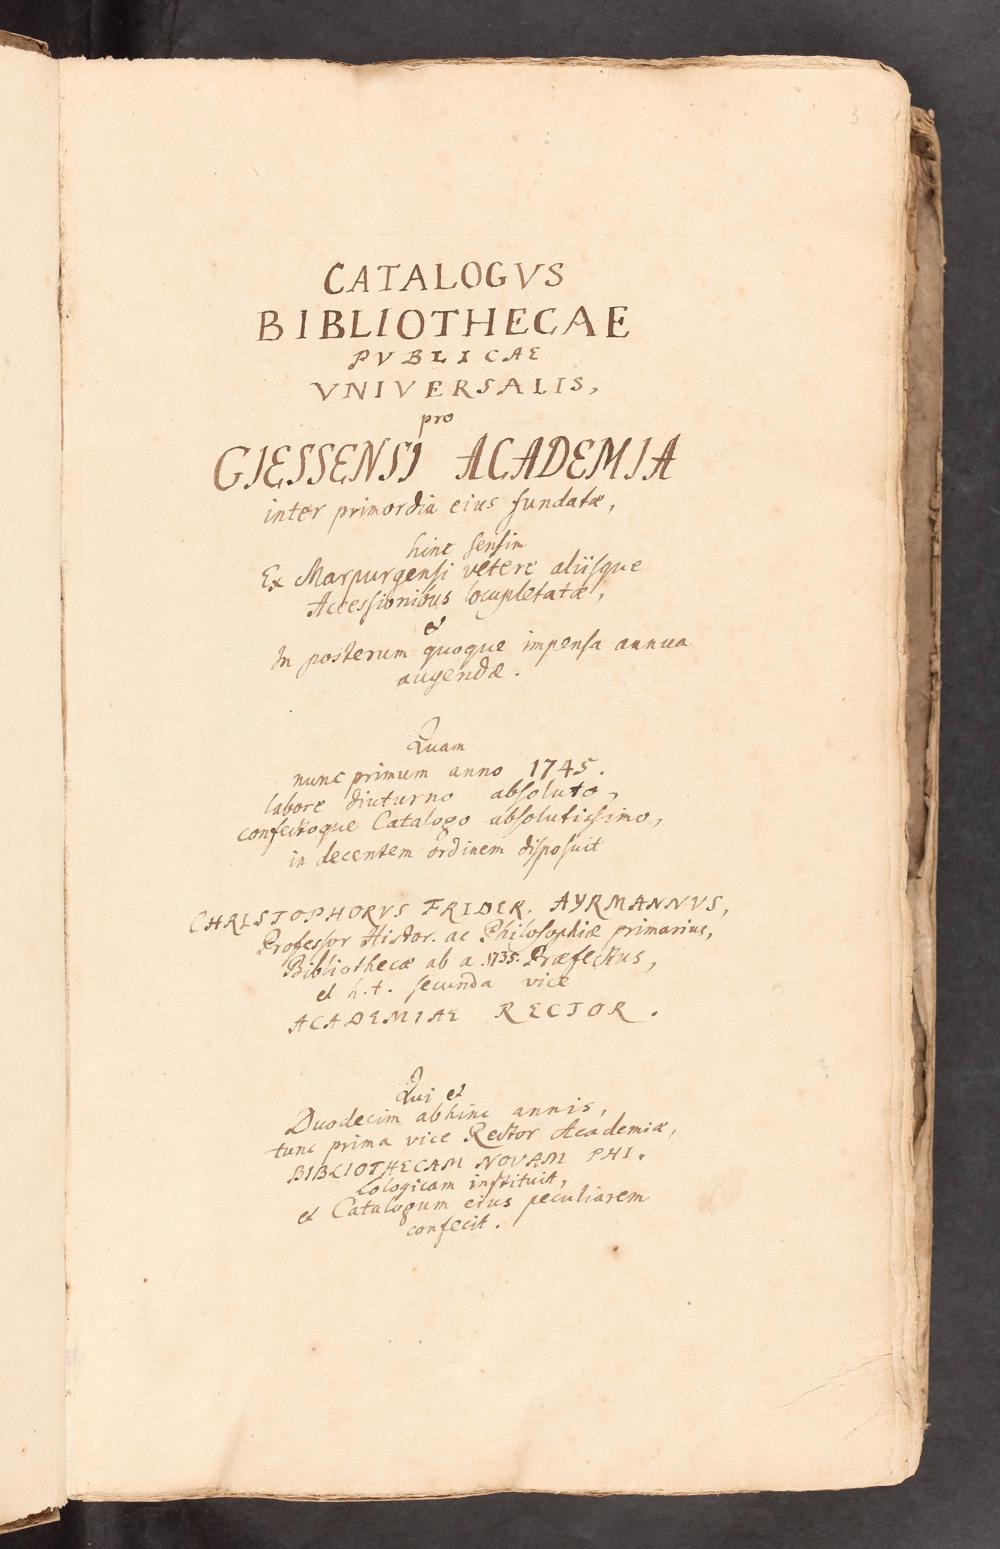 3
CATALOGVS
BIBLIOTHECAE
PVBLICAE
VNIVERSALIS,
pro
GIESSENSI ACADEMIA
inter primordia eius fundatæ,
hinc sensim
Ex Marpurgensi vetere aliisque
Accessionibus locupletatæ,
&
In posterum quoque impensa annua
augendæ.
Quam
nunc primum anno 1745.
labore diuturno absoluto,
confectoque Catalogo absolutissimo,
in decentem ordinem disposuit
CHRISTOPHORVS FRIDER. AYRMANNVS,
Professor Histor. ac Philosophiæ primarius,
Bibliothecæ ab a. 1735. Præfectus,
et h.t. secunda vice
ACADEMIAE RECTOR.
Qui et
Duodecim abhinc annis,
tunc prima vice Rector Academiæ,
BIBLIOTHECAM NOVAM PHI-
lologicam instituit,
& Catalogum eius peculiarem
confecit.